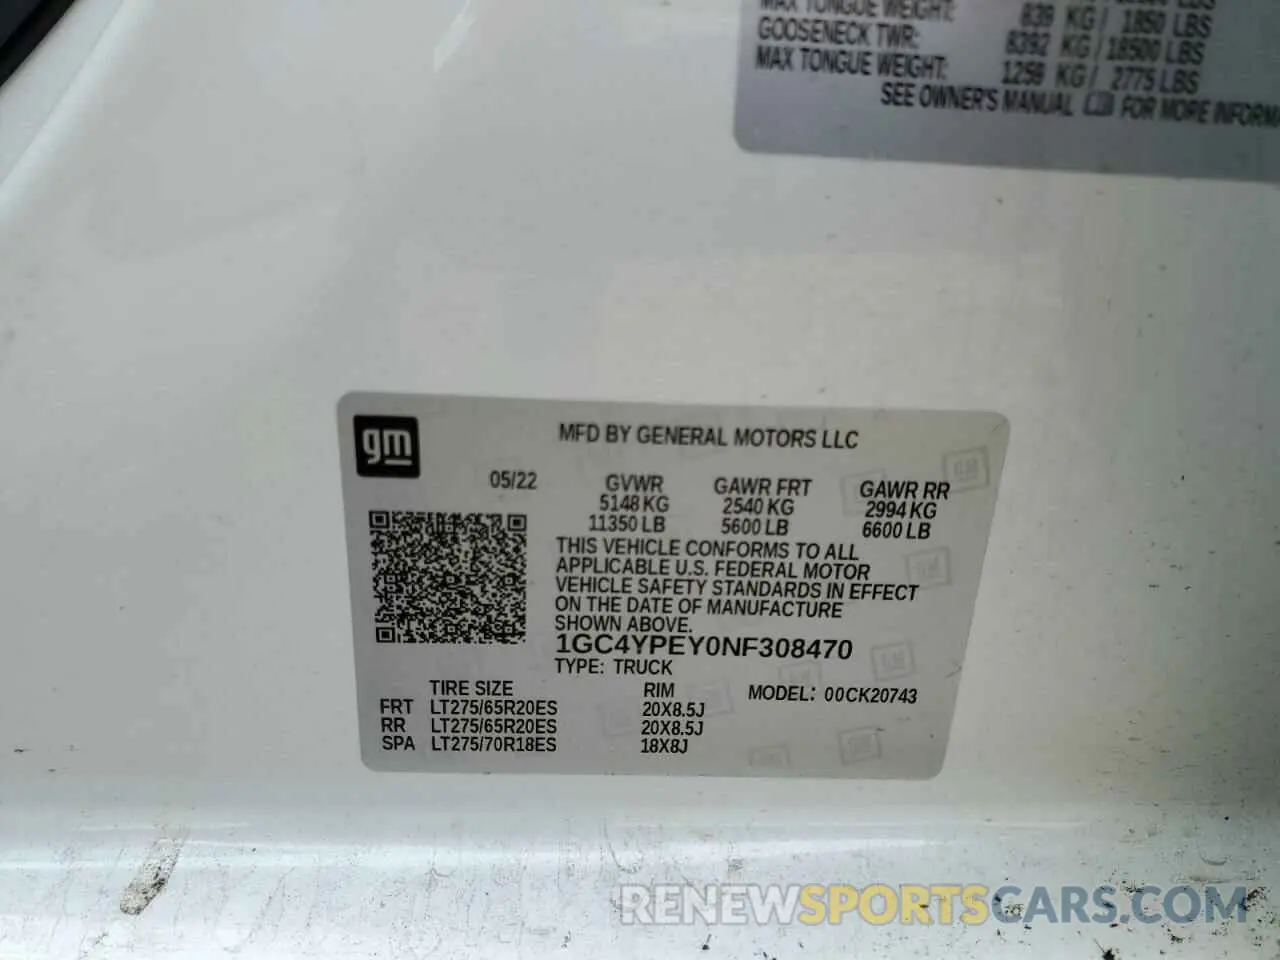 MAX TONGUE WEIGHT: 839 KG / 1850 LBS
GOOSENECK TWR: 8392 KG / 18500 LBS
MAX TONGUE WEIGHT: 1259 KG / 2775 LBS
SEE OWNER'S MANUAL FOR MORE
gm
MFD BY GENERAL MOTORS LLC
05/22 GVWR GAWR FRT GAWR RR
5148 KG 2540 KG 2994 KG
11350 LB 5600 LB 6600 LB
THIS VEHICLE CONFORMS TO ALL
APPLICABLE U.S. FEDERAL MOTOR
VEHICLE SAFETY STANDARDS IN EFFECT
ON THE DATE OF MANUFACTURE
SHOWN ABOVE.
1GC4YPEY0NF308470
TYPE: TRUCK
TIRE SIZE RIM MODEL: 00CK20743
FRT LT275/65R20ES 20X8.5J
RR LT275/65R20ES 20X8.5J
SPA LT275/70R18ES 18X8J
RENEWSPORTSCARS.COM